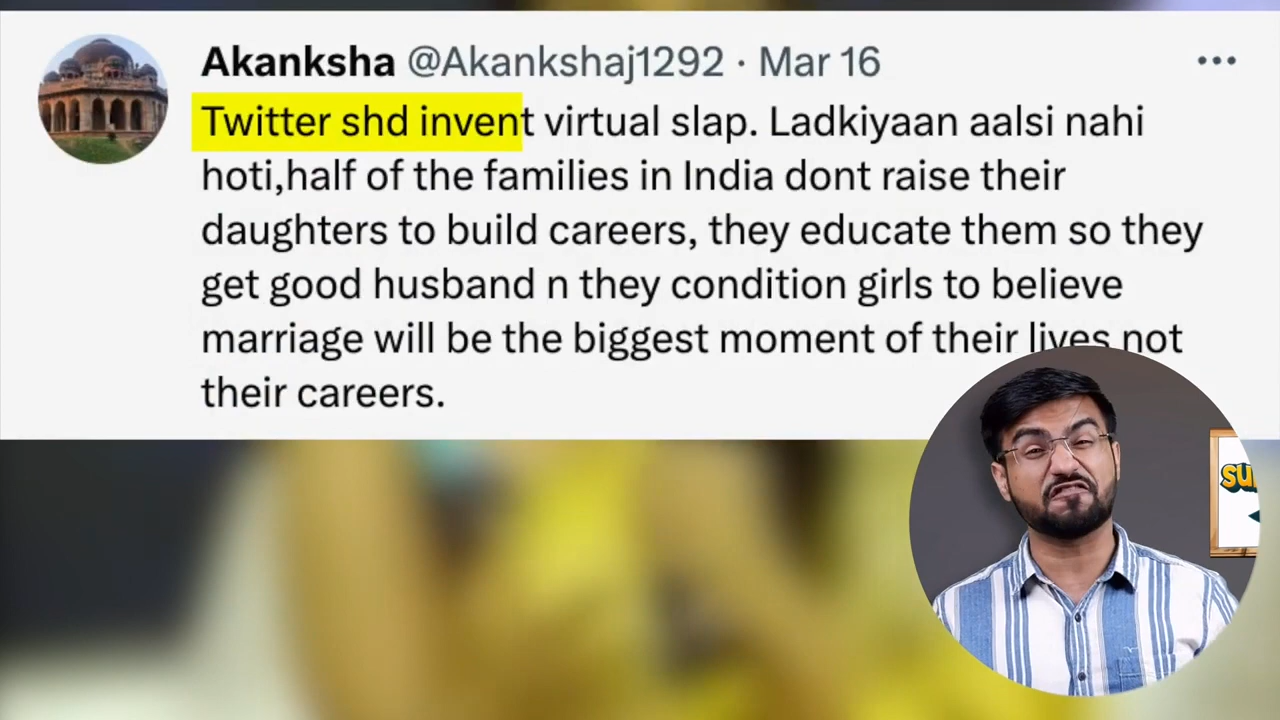 Akanksha @Akankshaj1292 · Mar 16
Twitter shd invent virtual slap. Ladkiyaan aalsi nahi
hoti,half of the families in India dont raise their
daughters to build careers, they educate them so they
get good husband n they condition girls to believe
marriage will be the biggest moment of their lives not
their careers.